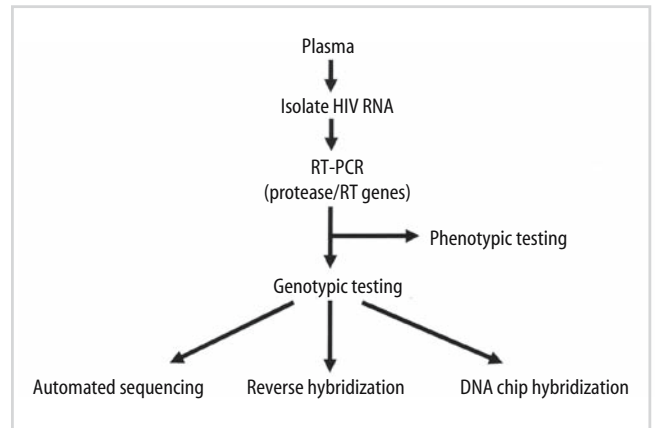 Plasma
Isolate HIV RNA
RT-PCR
(protease/RT genes)
Phenotypic testing
Genotypic testing
Automated sequencing
Reverse hybridization
DNA chip hybridization